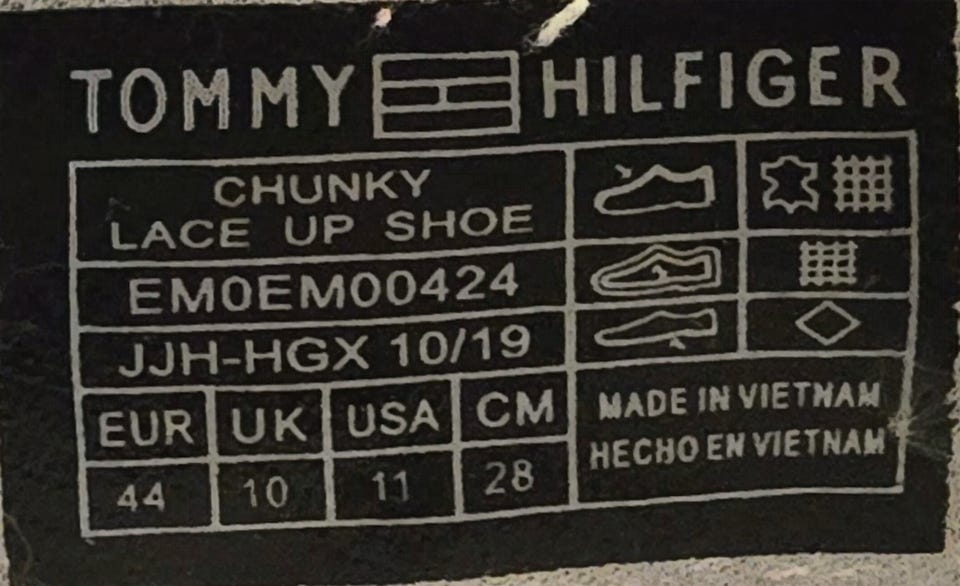 TOMMY HILFIGER
CHUNKY
LACE UP SHOE
EM0EM00424
JJH-HGX 10/19
EUR UK USA CM
44 10 11 28
MADE IN VIETNAM
HECHO EN VIETNAM